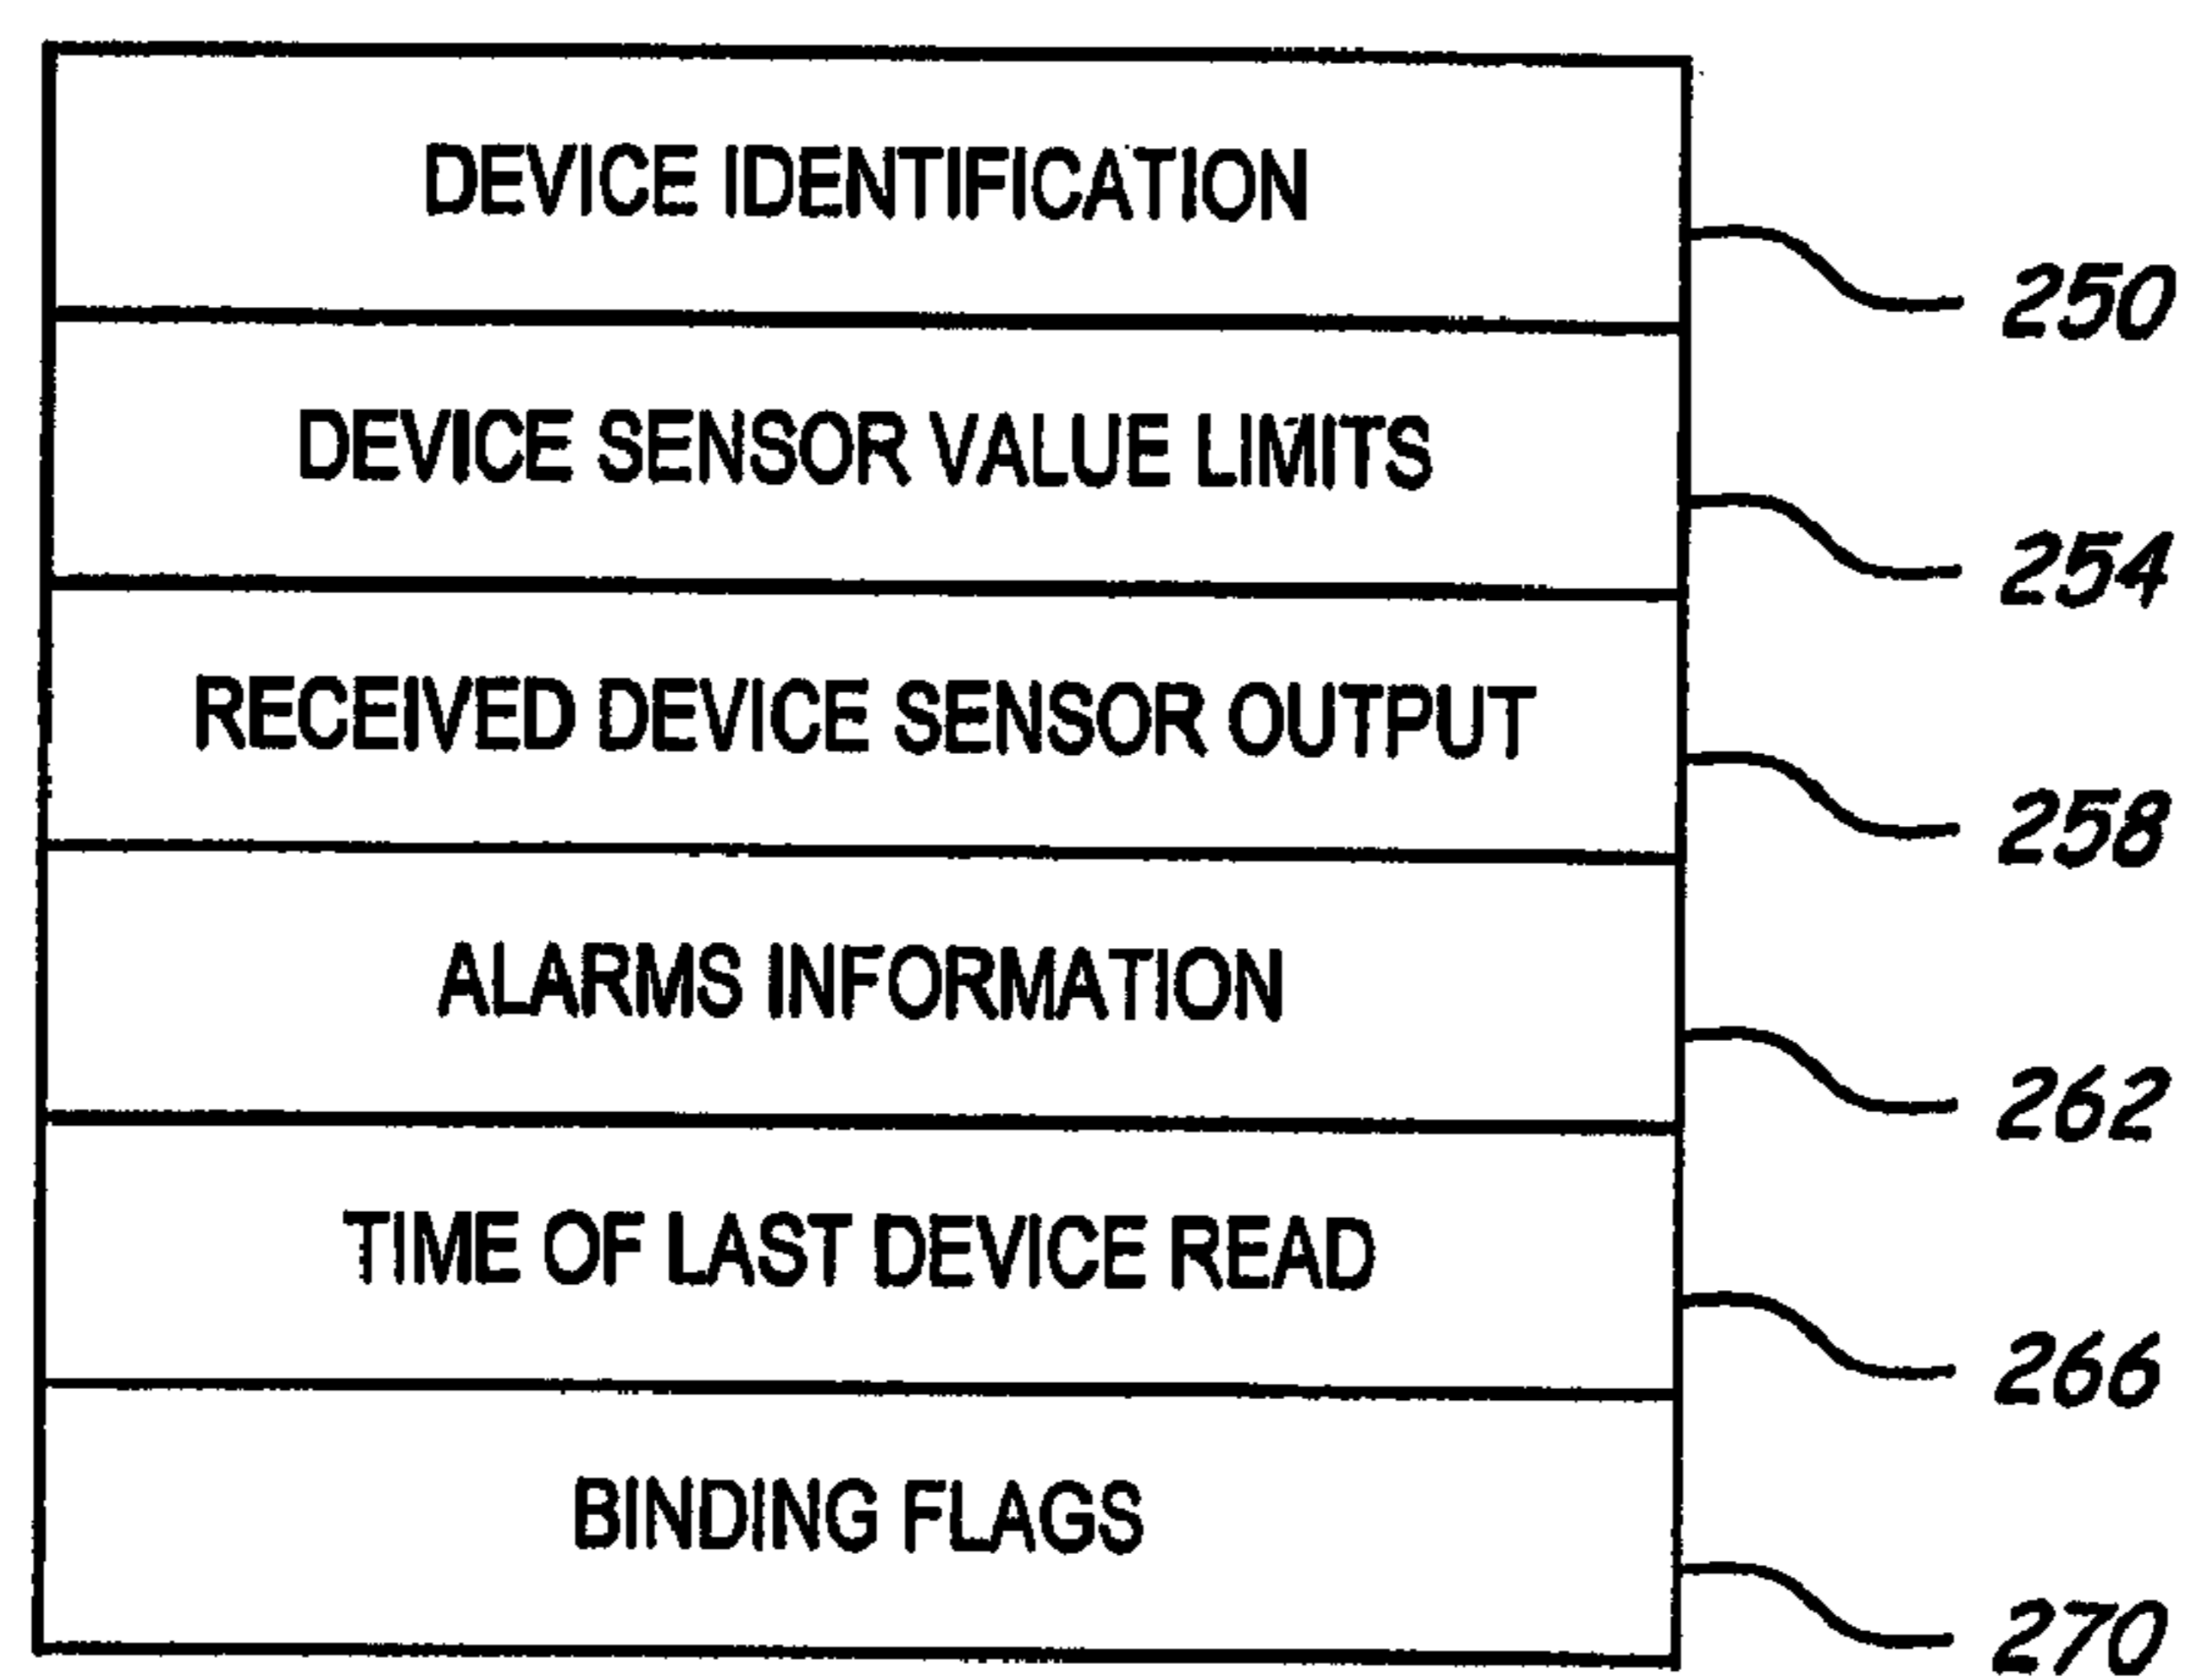 DEVICE IDENTIFICATION
250
DEVICE SENSOR VALUE LIMITS
254
RECEIVED DEVICE SENSOR OUTPUT
258
ALARMS INFORMATION
262
TIME OF LAST DEVICE READ
266
BINDING FLAGS
270